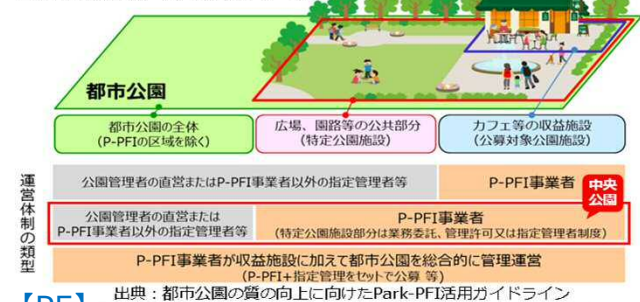 都市公園
都市公園の全体
(P-PFIの区域を除く)
広場、園路等の公共部分
(特定公園施設)
カフェ等の収益施設
(公募対象公園施設)
運営体制の類型
公園管理者の直営またはP-PFI事業者以外の指定管理者等
P-PFI事業者
中央
公園
公園管理者の直営または
P-PFI事業者以外の指定管理者等
P-PFI事業者
(特定公園施設部分は業務委託、管理許可又は指定管理者制度)
P-PFI事業者が収益施設に加えて都市公園を総合的に管理運営
(P-PFI+指定管理をセットで公募 等)
出典：都市公園の質の向上に向けたPark-PFI活用ガイドライン